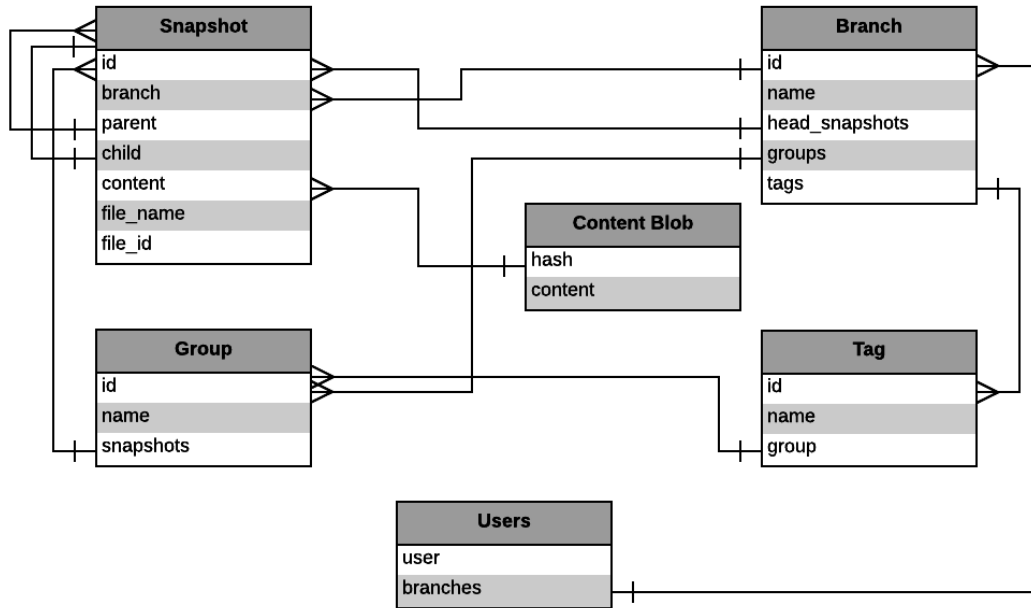 Snapshot
id
branch
parent
child
content
file_name
file_id
Branch
id
name
head_snapshots
groups
tags
Content Blob
hash
content
Group
id
name
snapshots
Tag
id
name
group
Users
user
branches